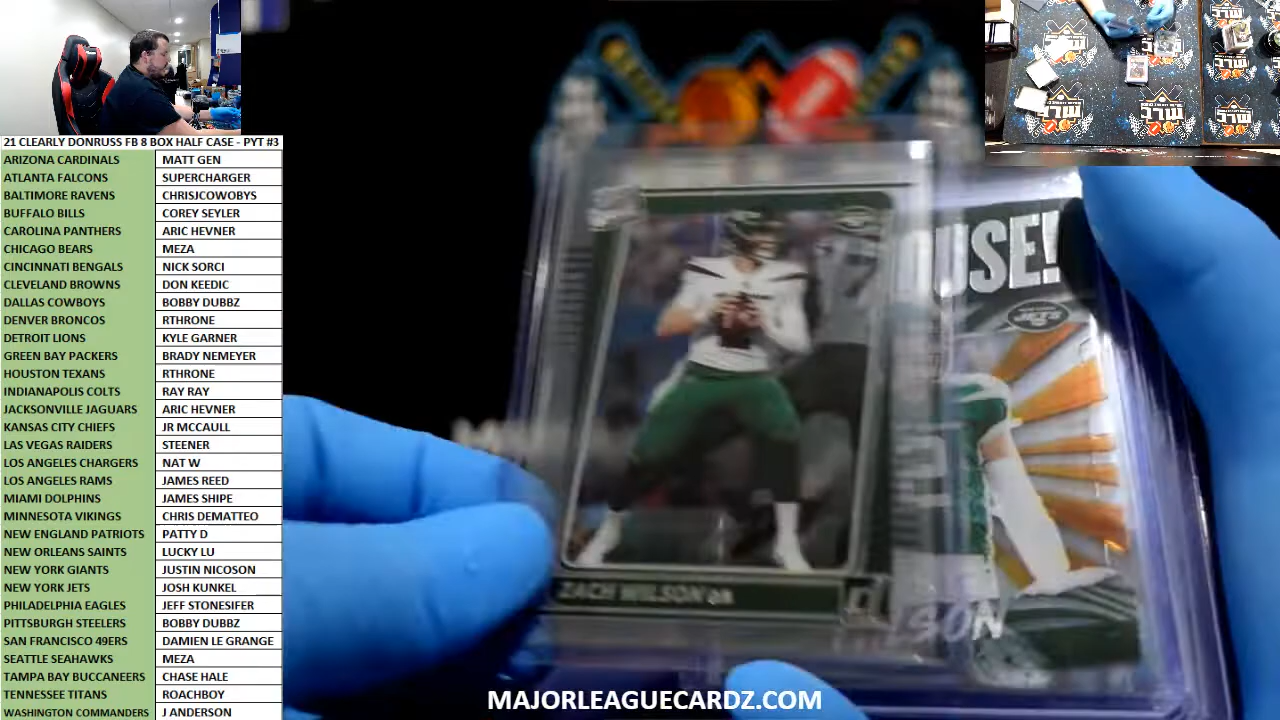 21 CLEARLY DONRUSS FB 8 BOX HALF CASE - PYT #3
ARIZONA CARDINALS MATT GEN
ATLANTA FALCONS SUPERCHARGER
BALTIMORE RAVENS CHRISJCOWOBYS
BUFFALO BILLS COREY SEYLER
CAROLINA PANTHERS ARIC HEVNER
CHICAGO BEARS MEZA
CINCINNATI BENGALS NICK SORCI
CLEVELAND BROWNS DON KEEDIC
DALLAS COWBOYS BOBBY DUBBZ
DENVER BRONCOS RTHRONE
DETROIT LIONS KYLE GARNER
GREEN BAY PACKERS BRADY NEMEYER
HOUSTON TEXANS RTHRONE
INDIANAPOLIS COLTS RAY RAY
JACKSONVILLE JAGUARS ARIC HEVNER
KANSAS CITY CHIEFS JR MCCAULL
LAS VEGAS RAIDERS STEENER
LOS ANGELES CHARGERS NAT W
LOS ANGELES RAMS JAMES REED
MIAMI DOLPHINS JAMES SHIPE
MINNESOTA VIKINGS CHRIS DEMATTEO
NEW ENGLAND PATRIOTS PATTY D
NEW ORLEANS SAINTS LUCKY LU
NEW YORK GIANTS JUSTIN NICOSON
NEW YORK JETS JOSH KUNKEL
PHILADELPHIA EAGLES JEFF STONESIFER
PITTSBURGH STEELERS BOBBY DUBBZ
SAN FRANCISCO 49ERS DAMIEN LE GRANGE
SEATTLE SEAHAWKS MEZA
TAMPA BAY BUCCANEERS CHASE HALE
TENNESSEE TITANS ROACHBOY
WASHINGTON COMMANDERS J ANDERSON
USE!
JETS
ZACH WILSON QB
SON
MAJORLEAGUECARDZ.COM